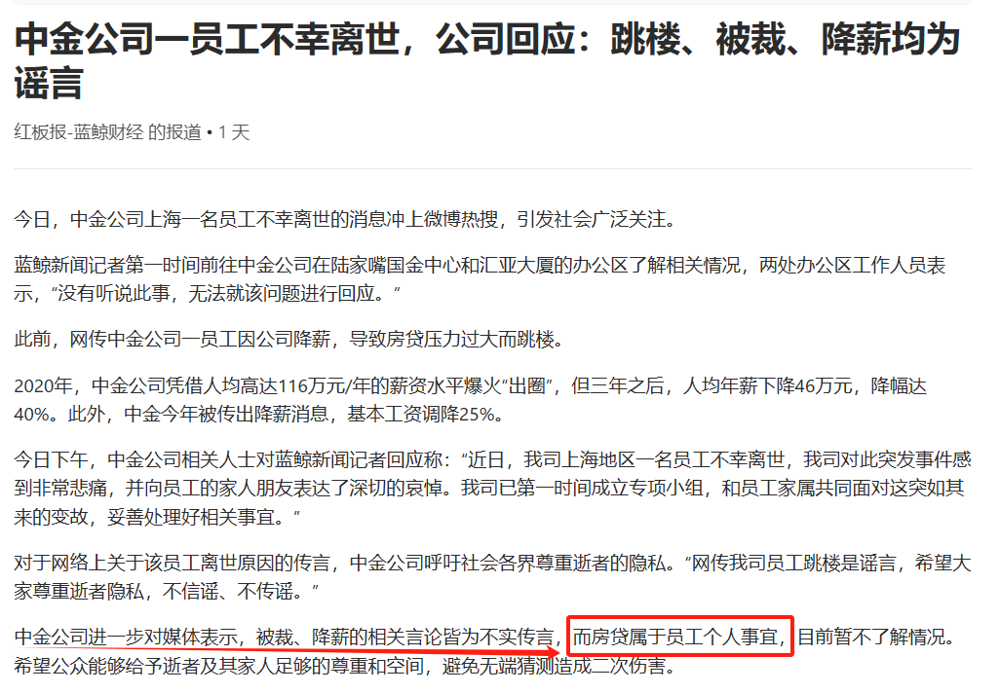 中金公司一员工不幸离世，公司回应：跳楼、被裁、降薪均为
谣言
红板报-蓝鲸财经 的报道 • 1 天
今日，中金公司上海一名员工不幸离世的消息冲上微博热搜，引发社会广泛关注。
蓝鲸新闻记者第一时间前往中金公司在陆家嘴国金中心和汇亚大厦的办公区了解相关情况，两处办公区工作人员表
示，“没有听说此事，无法就该问题进行回应。”
此前，网传中金公司一员工因公司降薪，导致房贷压力过大而跳楼。
2020年，中金公司凭借人均高达116万元/年的薪资水平爆火“出圈”，但三年之后，人均年薪下降46万元，降幅达
40%。此外，中金今年被传出降薪消息，基本工资调降25%。
今日下午，中金公司相关人士对蓝鲸新闻记者回应称：“近日，我司上海地区一名员工不幸离世，我司对此突发事件感
到非常悲痛，并向员工的家人朋友表达了深切的哀悼。我司已第一时间成立专项小组，和员工家属共同面对这突如其
来的变故，妥善处理好相关事宜。”
对于网络上关于该员工离世原因的传言，中金公司呼吁社会各界尊重逝者的隐私。“网传我司员工跳楼是谣言，希望大
家尊重逝者隐私，不信谣、不传谣。”
中金公司进一步对媒体表示，被裁、降薪的相关言论皆为不实传言，而房贷属于员工个人事宜，目前暂不了解情况。
希望公众能够给予逝者及其家人足够的尊重和空间，避免无端猜测造成二次伤害。